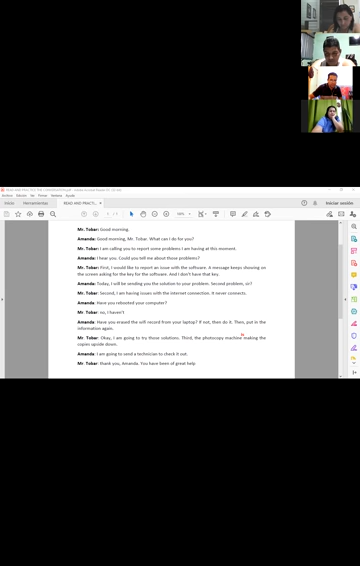 Inicio Herramientas READ AND PRACTI... Iniciar sesión
Mr. Tobar: Good morning.
Amanda: Good morning, Mr. Tobar. What can I do for you?
Mr. Tobar: I am calling you to report some problems I am having at this moment.
Amanda: I hear you. Could you tell me about those problems?
Mr. Tobar: First, I would like to report an issue with the software. A message keeps showing on
the screen asking for the key for the software. And I don't have that key.
Amanda: Today, I will be sending you the solution to your problem. Second problem, sir?
Mr. Tobar: Second, I am having issues with the internet connection. It never connects.
Amanda: Have you rebooted your computer?
Mr. Tobar: no, I haven't
Amanda: Have you erased the wifi record from your laptop? If not, then do it. Then, put in the
information again.
Mr. Tobar: Okay, I am going to try those solutions. Third, the photocopy machine making the
copies upside down.
Amanda: I am going to send a technician to check it out.
Mr. Tobar: thank you, Amanda. You have been of great help